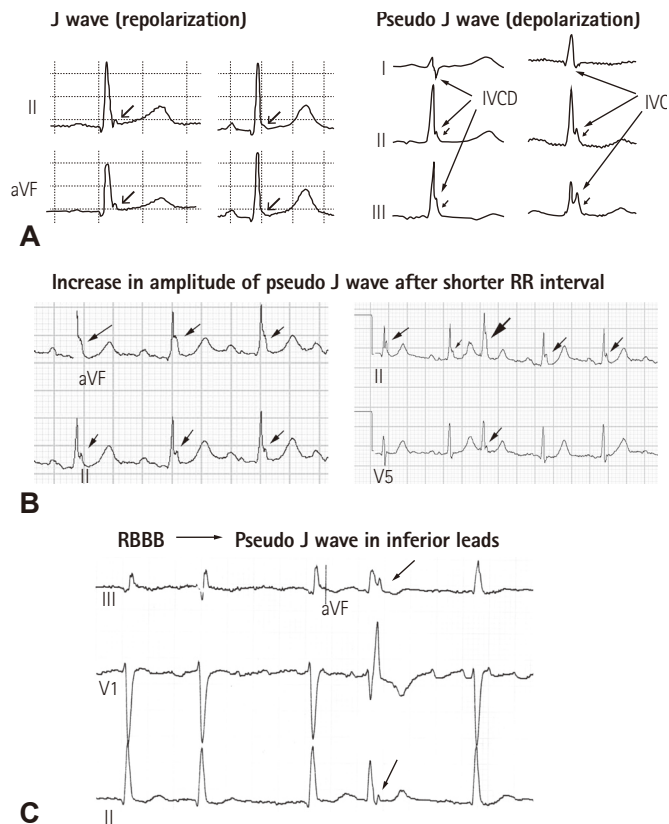 J wave (repolarization)
Pseudo J wave (depolarization)
I
IVCD
IVC
II
II
aVF
III
A
Increase in amplitude of pseudo J wave after shorter RR interval
aVF
II
II
V5
B
RBBB
Pseudo J wave in inferior leads
III
aVF
V1
II
C